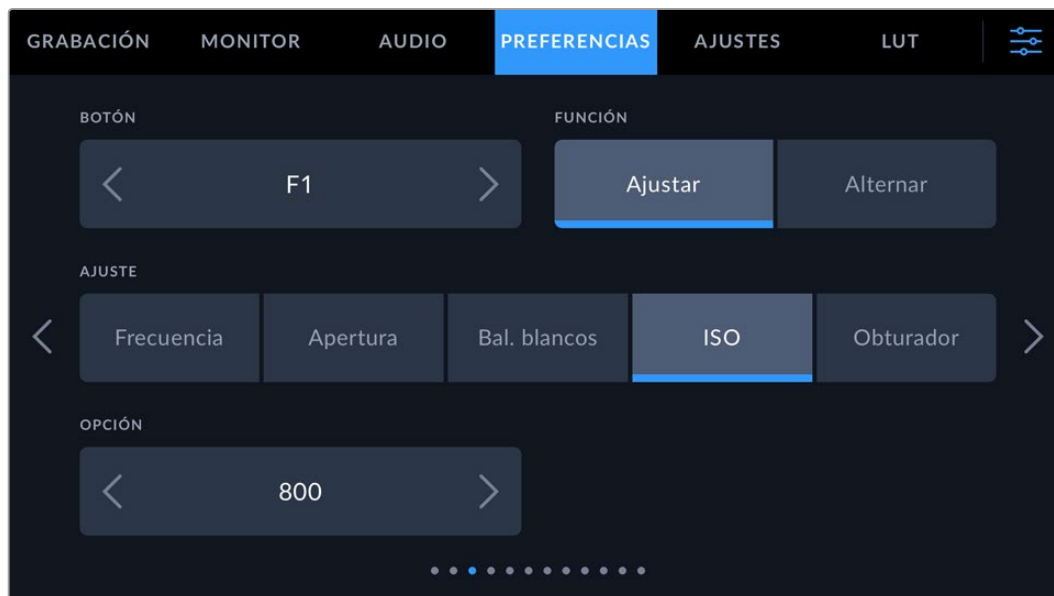 GRABACIÓN MONITOR AUDIO PREFERENCIAS AJUSTES LUT
BOTÓN FUNCIÓN
F1 Ajustar Alternar
AJUSTE
Frecuencia Apertura Bal. blancos ISO Obturador
OPCIÓN
800